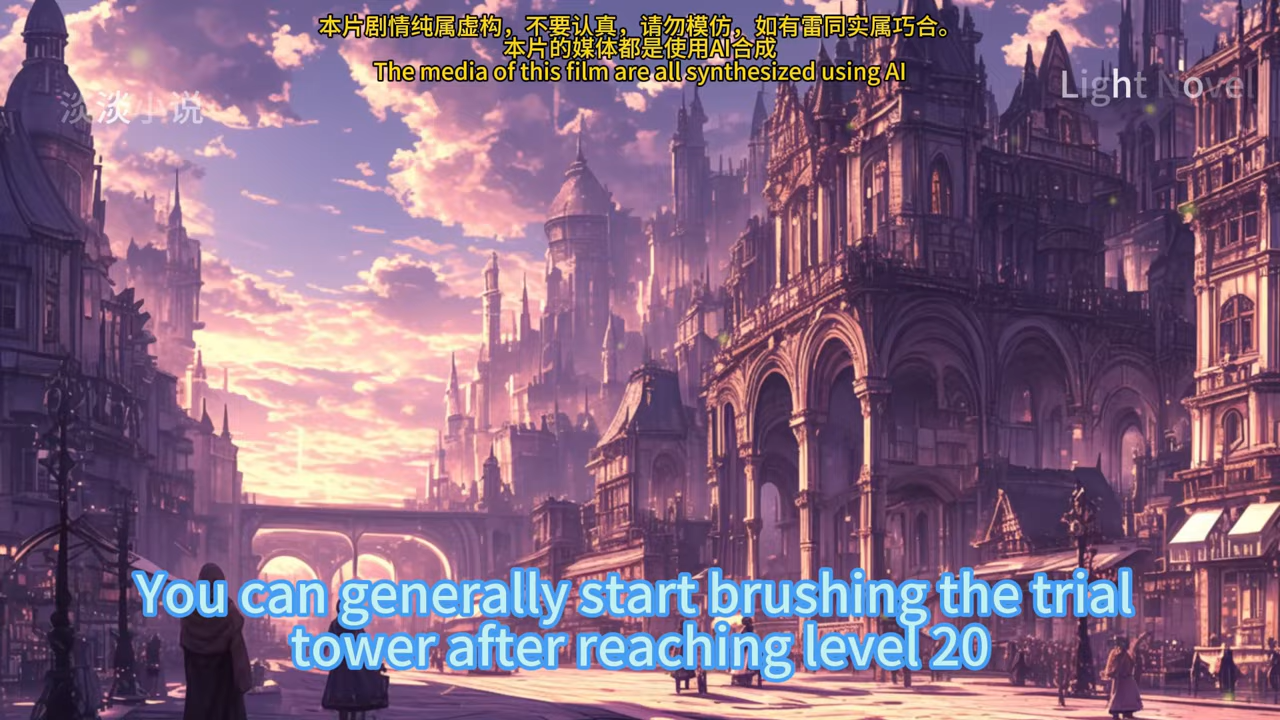 本片剧情纯属虚构，不要认真，请勿模仿，如有雷同实属巧合。
本片的媒体都是使用AI合成
The media of this film are all synthesized using AI
淡淡小说
Light Novel
You can generally start brushing the trial
tower after reaching level 20